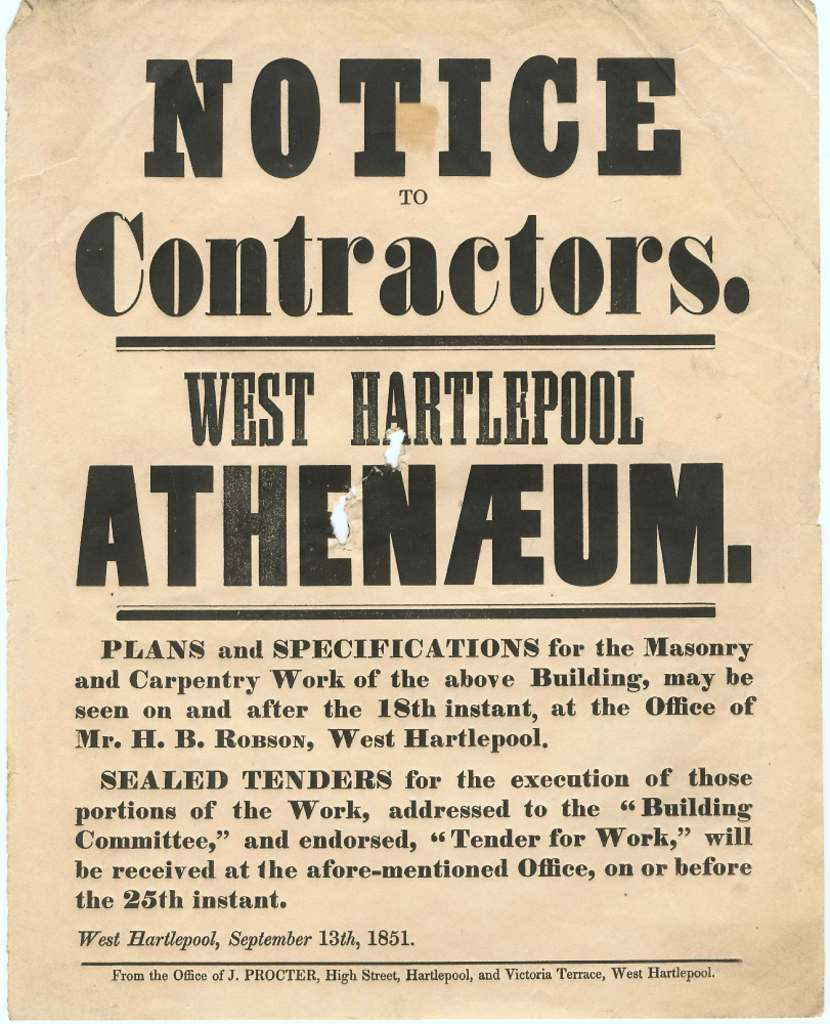 NOTICE
TO
Contractors.
WEST HARTLEPOOL
ATHENÆUM.
PLANS and SPECIFICATIONS for the Masonry
and Carpentry Work of the above Building, may be
seen on and after the 18th instant, at the Office of
Mr. H. B. ROBSON, West Hartlepool.
SEALED TENDERS for the execution of those
portions of the Work, addressed to the “Building
Committee,” and endorsed, “Tender for Work,” will
be received at the afore-mentioned Office, on or before
the 25th instant.
West Hartlepool, September 13th, 1851.
From the Office of J. PROCTER, High Street, Hartlepool, and Victoria Terrace, West Hartlepool.